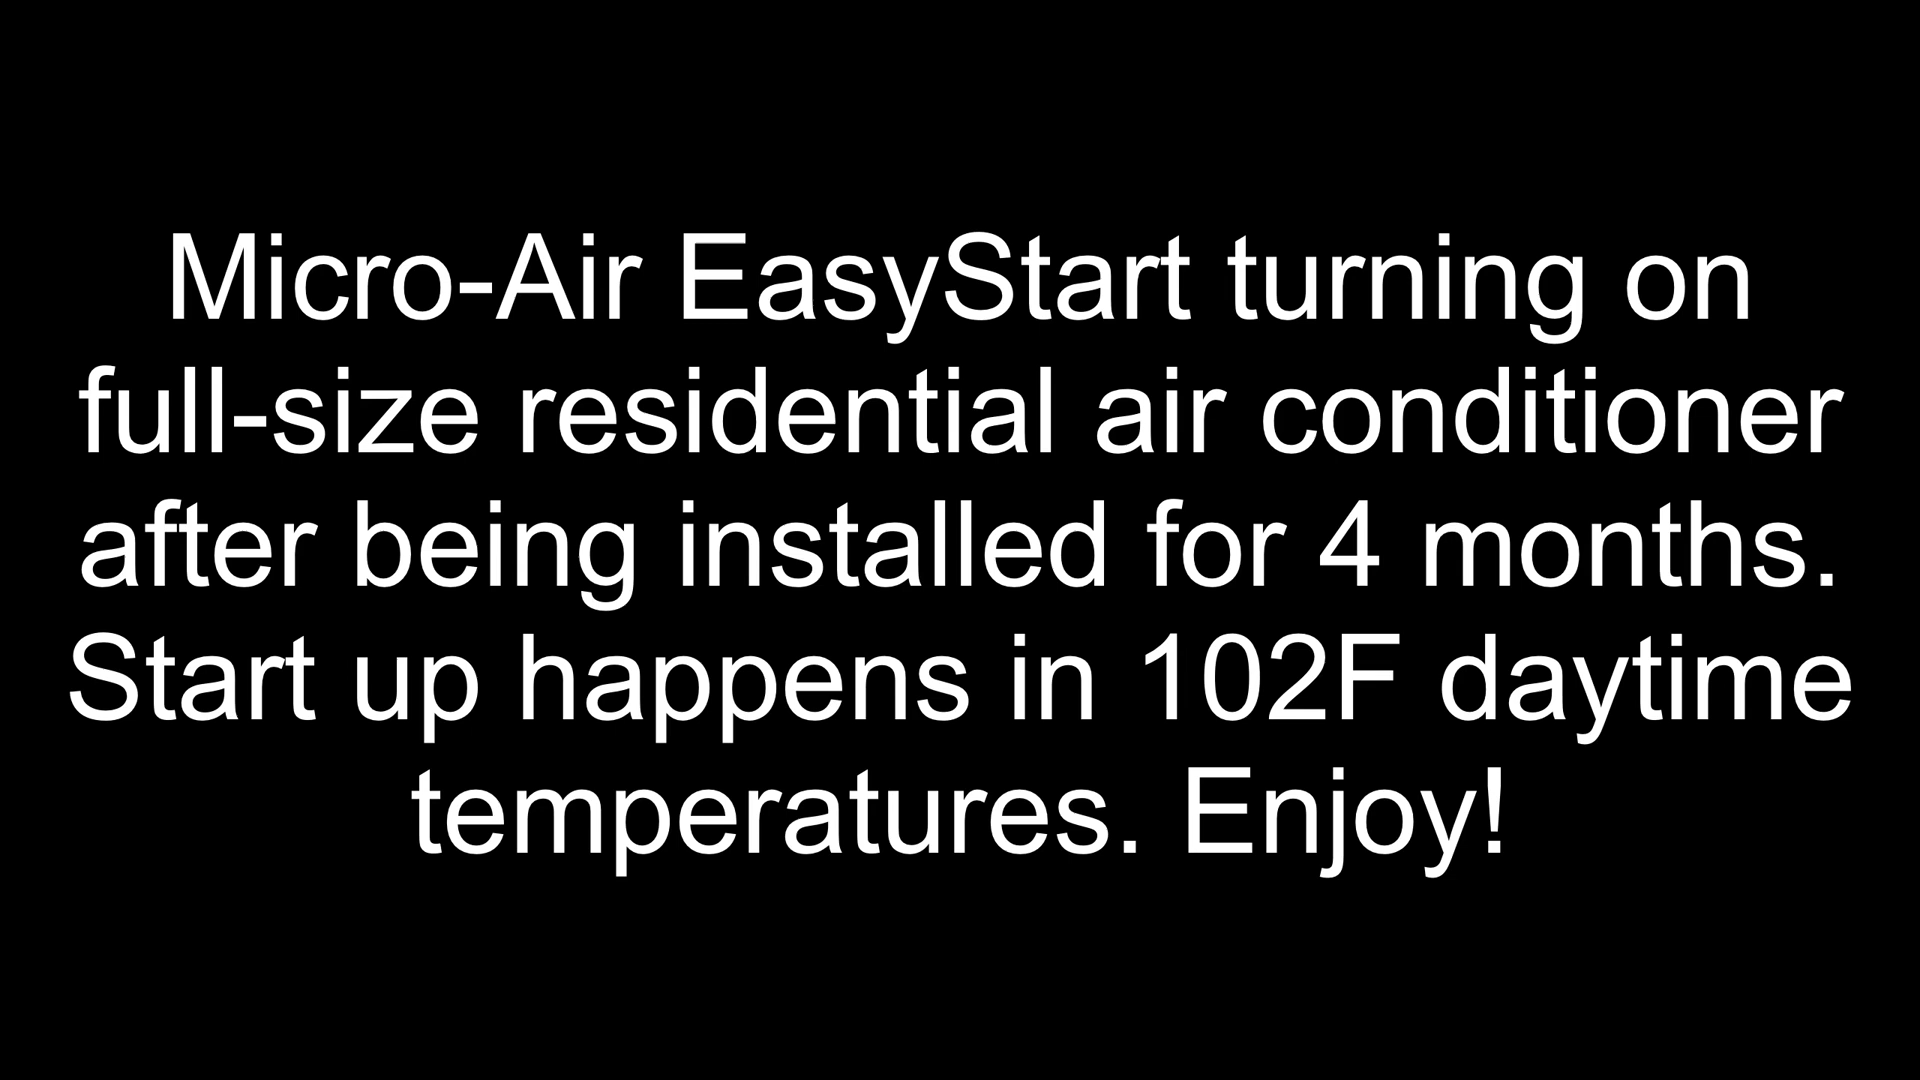 Micro-Air EasyStart turning on
full-size residential air conditioner
after being installed for 4 months.
Start up happens in 102F daytime
temperatures. Enjoy!